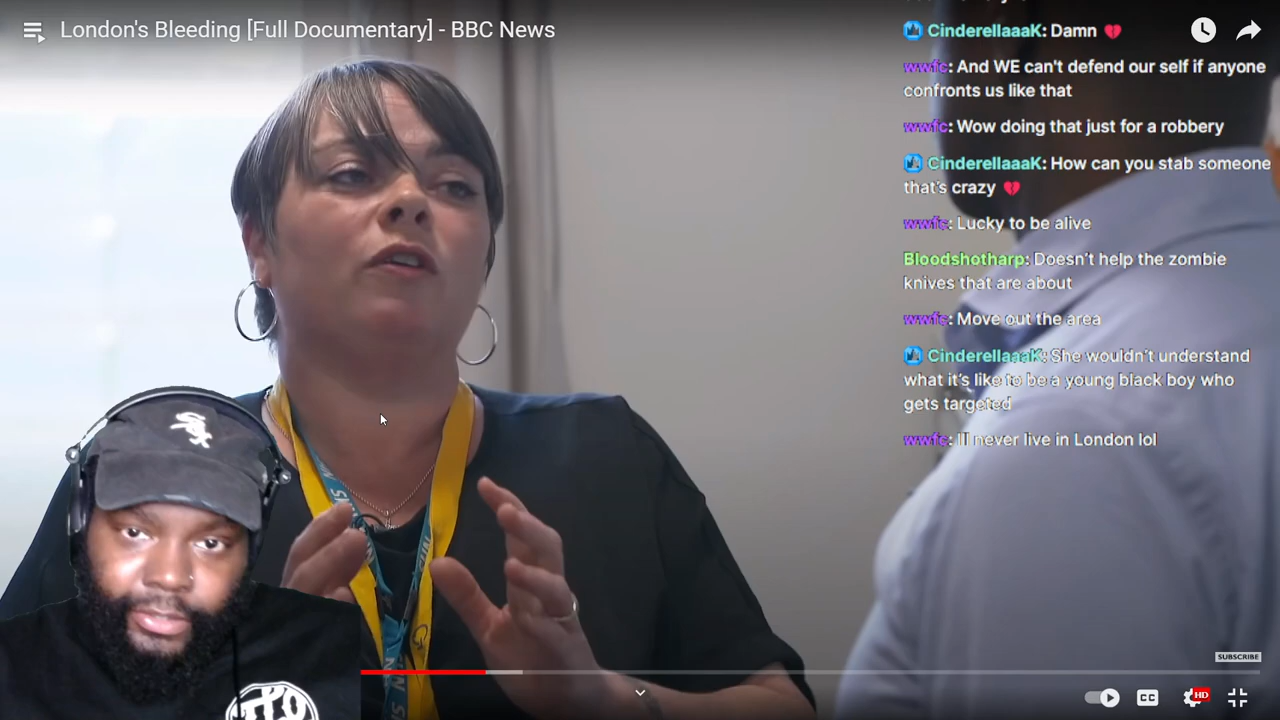 London's Bleeding [Full Documentary] - BBC News
CinderellaaaK: Damn 💔
wwfc: And WE can't defend our self if anyone
confronts us like that
wwfc: Wow doing that just for a robbery
CinderellaaaK: How can you stab someone
that's crazy 💔
wwfc: Lucky to be alive
Bloodshotharp: Doesn't help the zombie
knives that are about
wwfc: Move out the area
CinderellaaaK: She wouldn't understand
what it's like to be a young black boy who
gets targeted
wwfc: Ill never live in London lol
SUBSCRIBE
CC
HD